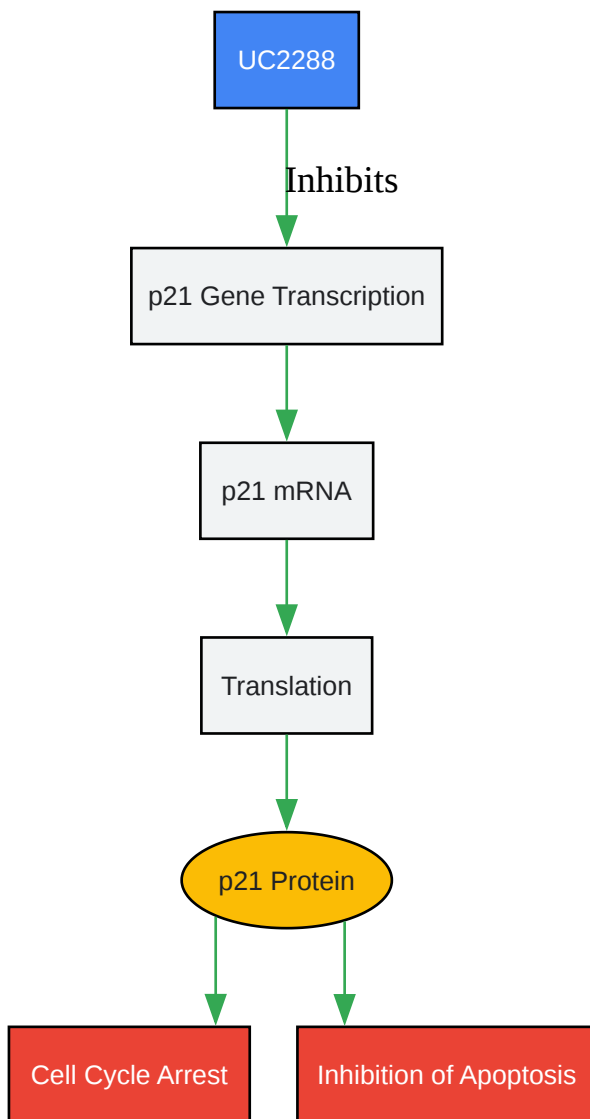 UC2288
Inhibits
p21 Gene Transcription
p21 mRNA
Translation
p21 Protein
Cell Cycle Arrest
Inhibition of Apoptosis